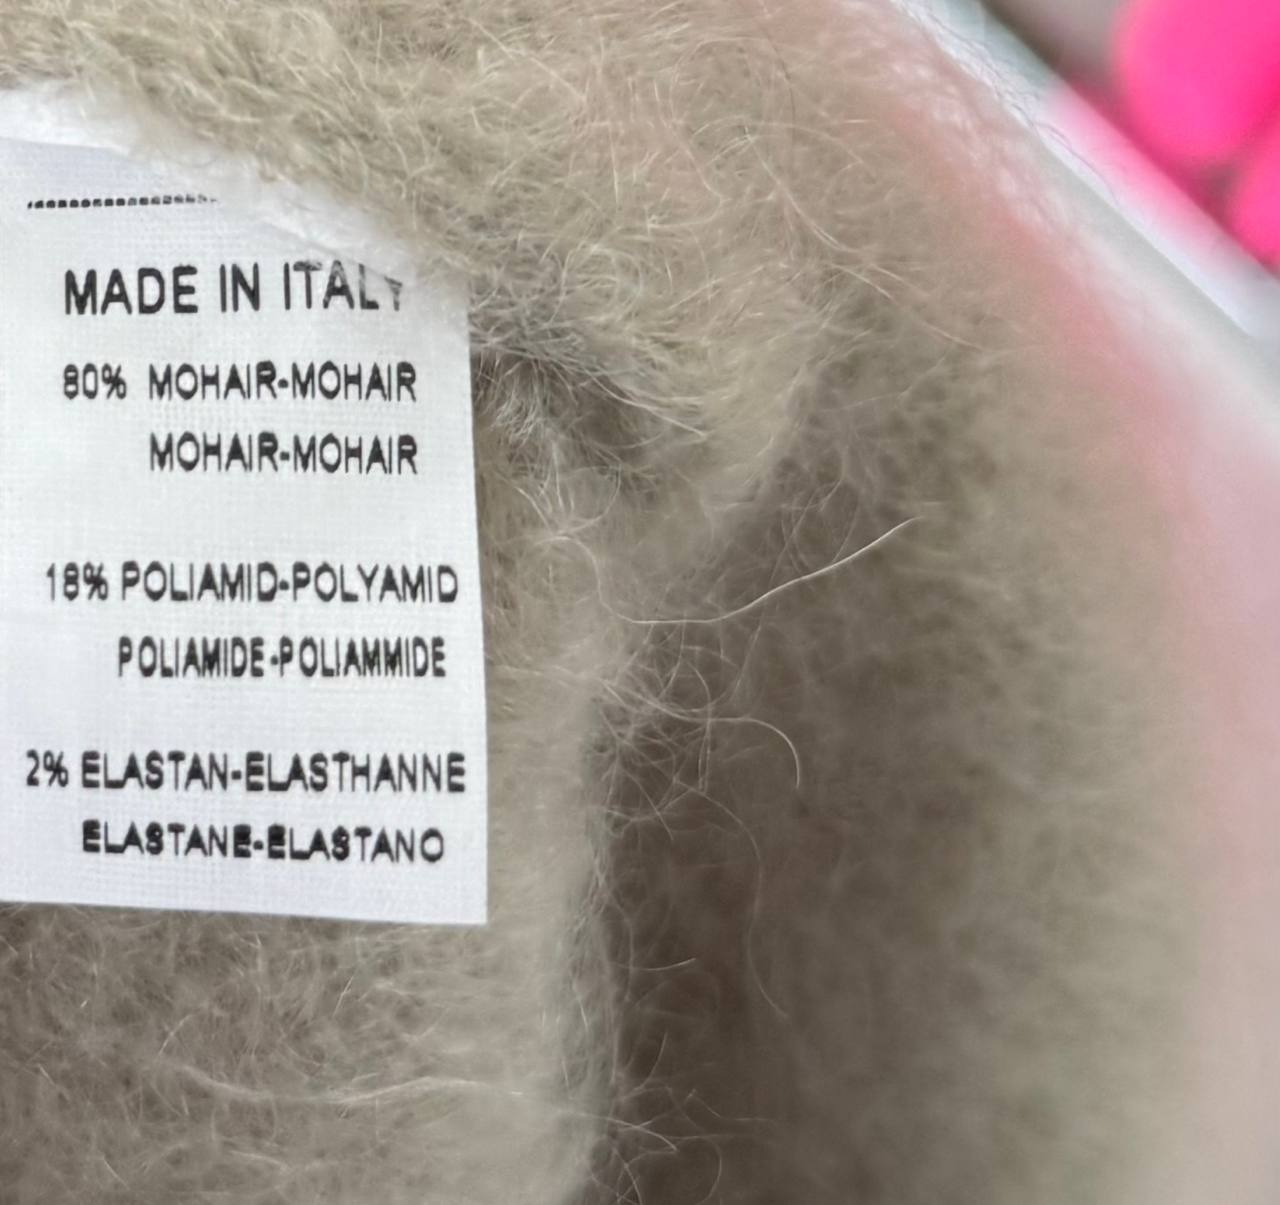 MADE IN ITALY
80% MOHAIR-MOHAIR
MOHAIR-MOHAIR
18% POLIAMID-POLYAMID
POLIAMIDE-POLIAMMIDE
2% ELASTAN-ELASTHANNE
ELASTANE-ELASTANO